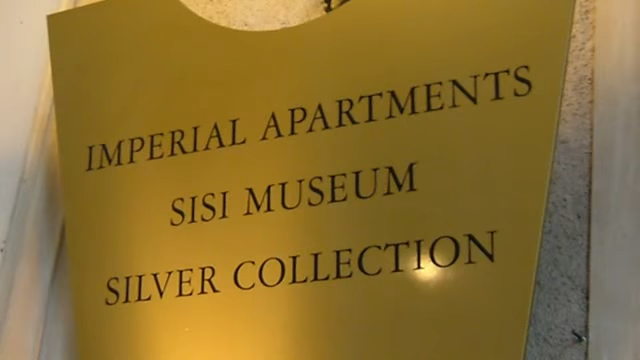 IMPERIAL APARTMENTS
SISI MUSEUM
SILVER COLLECTION